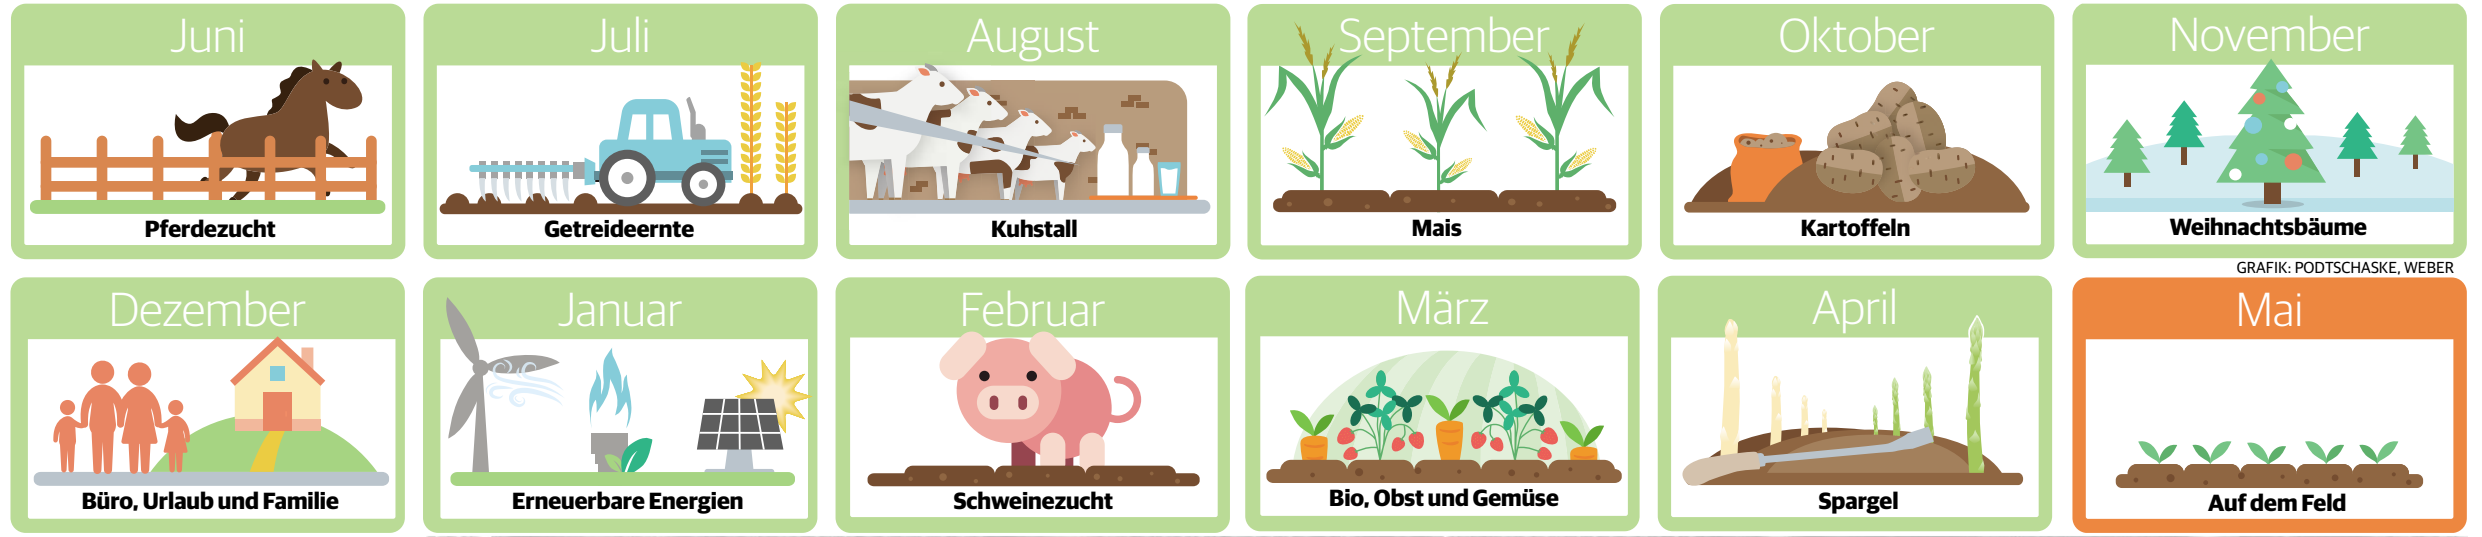 Juni
Pferdezucht
Juli
Getreideernte
August
Kuhstall
September
Mais
Oktober
Kartoffeln
November
Weihnachtsbäume
GRAFIK: PODTSCHASKE, WEBER
Dezember
Büro, Urlaub und Familie
Januar
Erneuerbare Energien
Februar
Schweinezucht
März
Bio, Obst und Gemüse
April
Spargel
Mai
Auf dem Feld